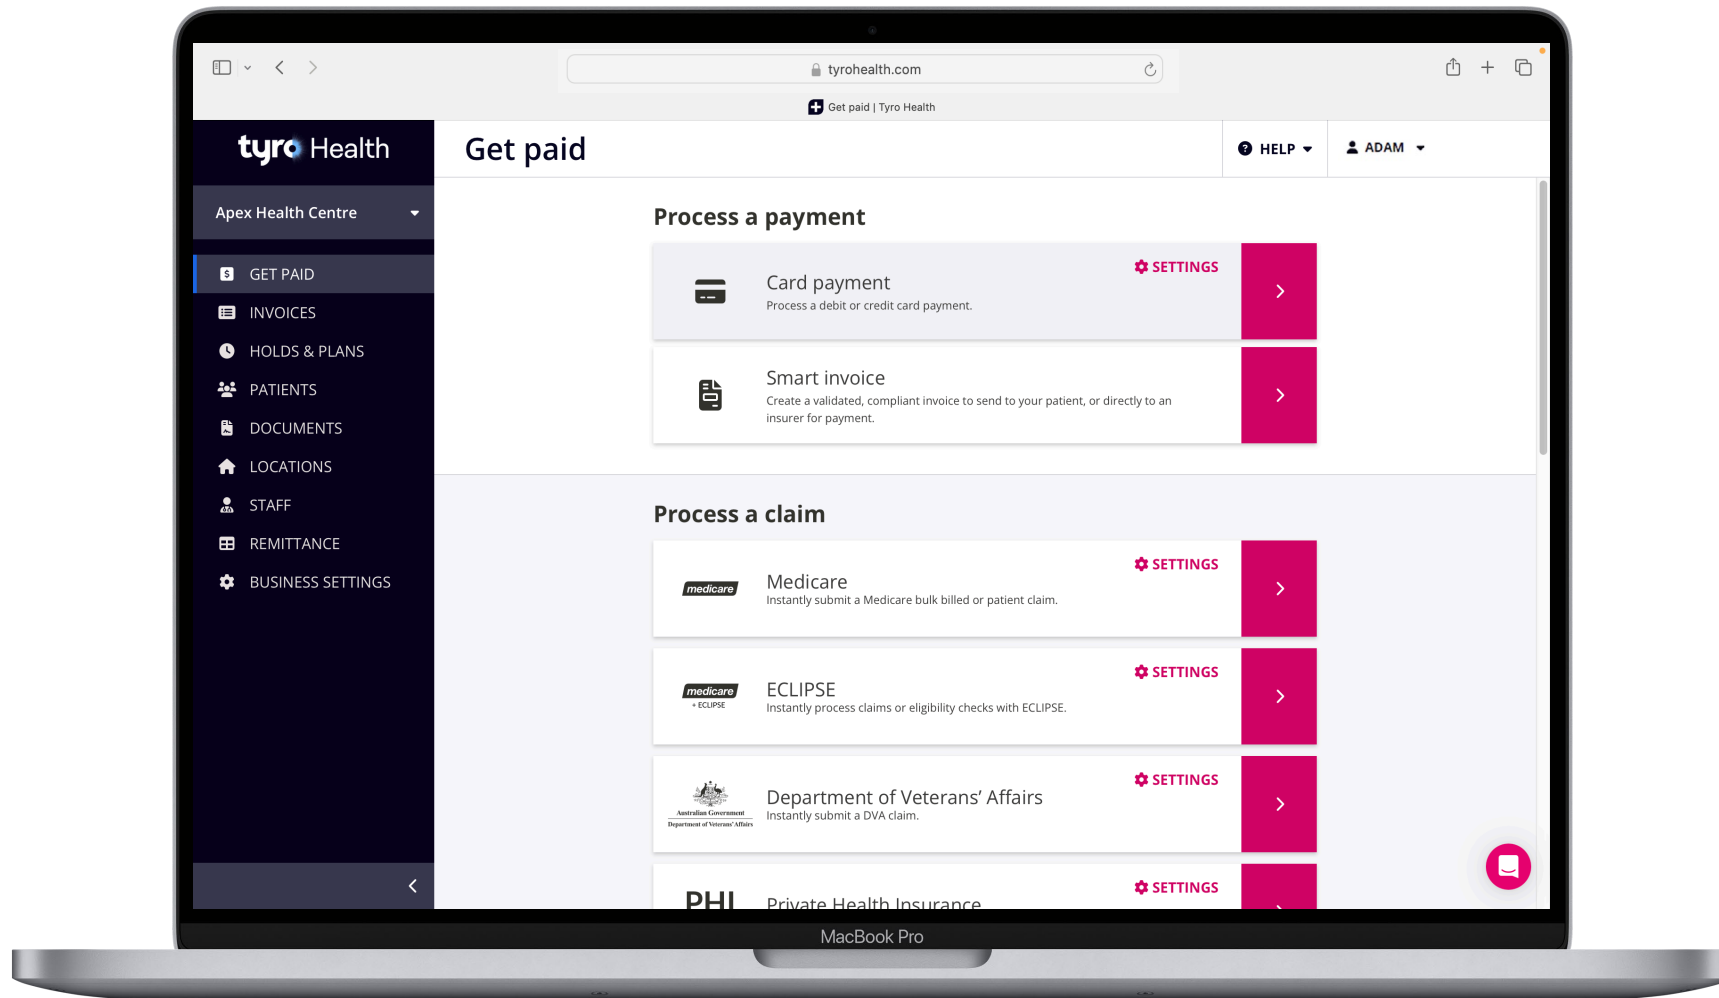 tyrohealth.com
Get paid | Tyro Health
tyro Health
Get paid
HELP
ADAM
Apex Health Centre
GET PAID
INVOICES
HOLDS & PLANS
PATIENTS
DOCUMENTS
LOCATIONS
STAFF
REMITTANCE
BUSINESS SETTINGS
Process a payment
SETTINGS
Card payment
Process a debit or credit card payment.
Smart invoice
Create a validated, compliant invoice to send to your patient, or directly to an
insurer for payment.
Process a claim
SETTINGS
medicare
Medicare
Instantly submit a Medicare bulk billed or patient claim.
SETTINGS
medicare
+ ECLIPSE
ECLIPSE
Instantly process claims or eligibility checks with ECLIPSE.
SETTINGS
Australian Government
Department of Veterans' Affairs
Department of Veterans’ Affairs
Instantly submit a DVA claim.
SETTINGS
PHI
Private Health Insurance
MacBook Pro